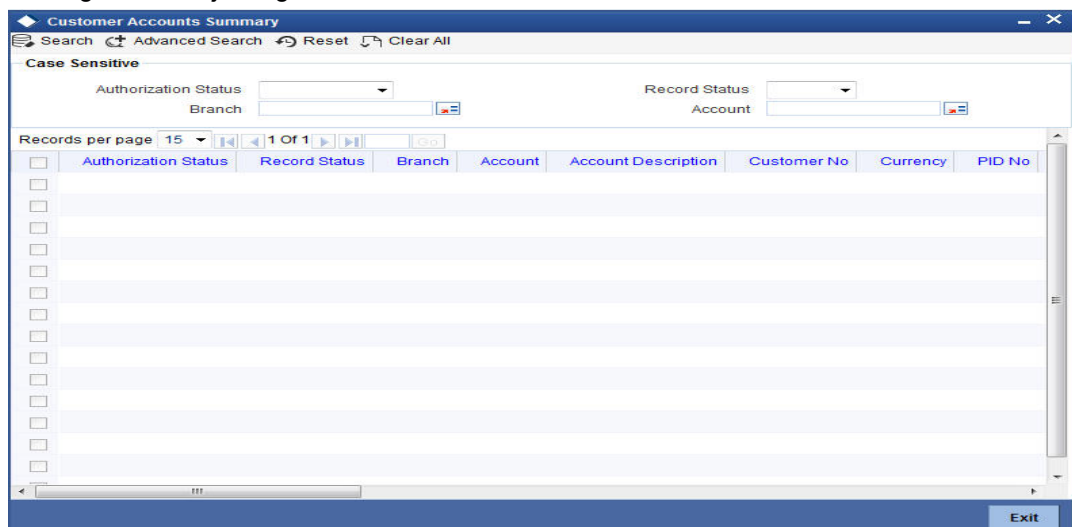 Customer Accounts Summary
Search Advanced Search Reset Clear All
Case Sensitive
Authorization Status Record Status
Branch Account
Records per page 15 1 Of 1 Go
Authorization Status Record Status Branch Account Account Description Customer No Currency PID No
Exit